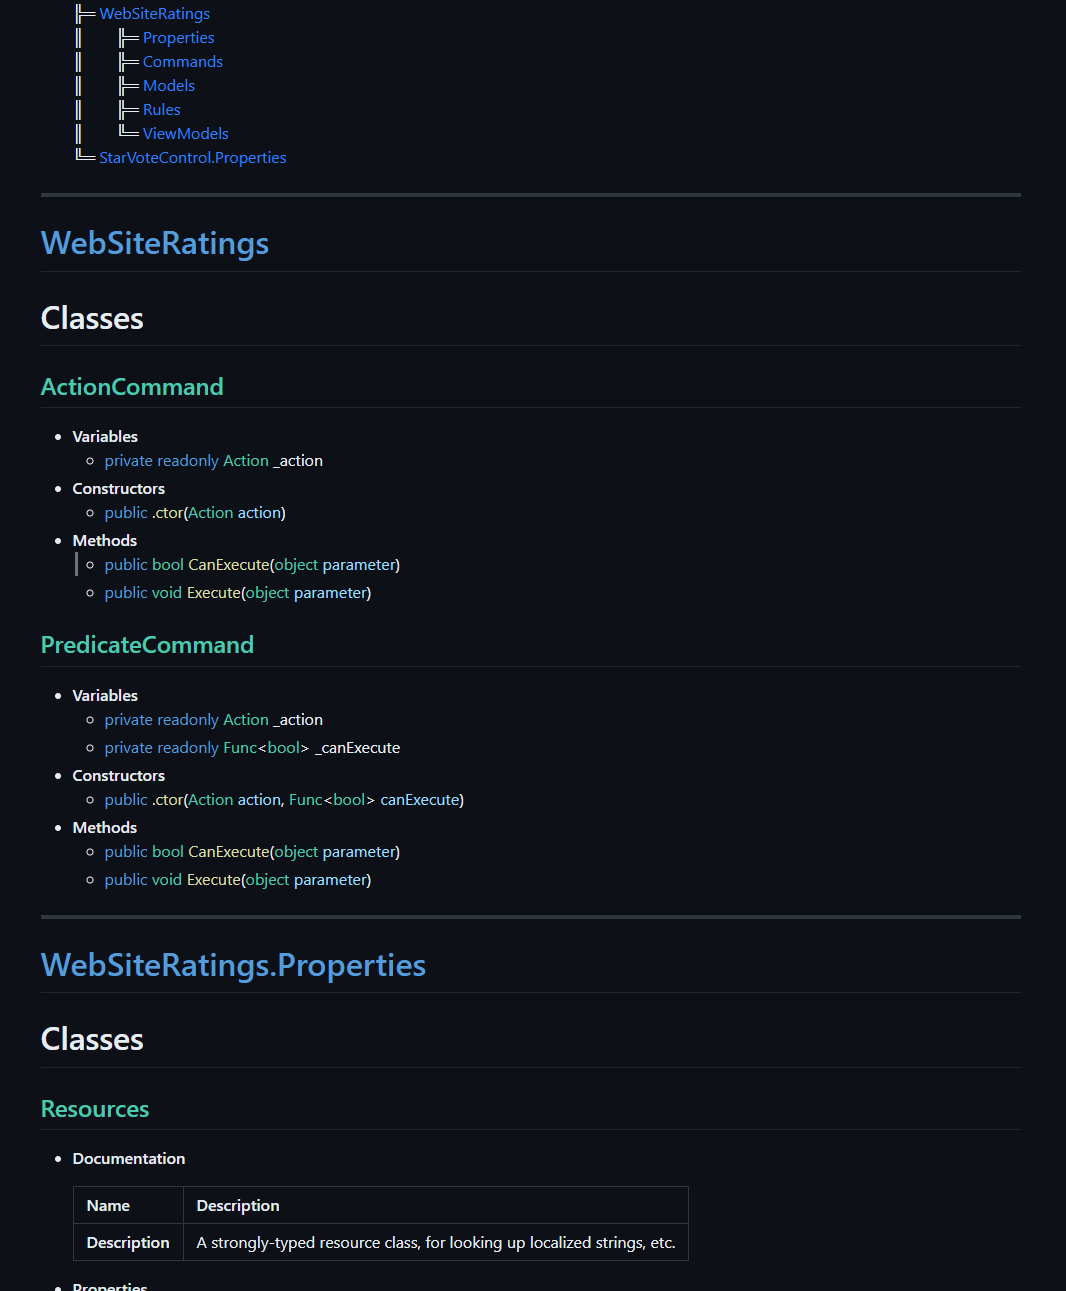 WebSiteRatings
Properties
Commands
Models
Rules
ViewModels
StarVoteControl.Properties
WebSiteRatings
Classes
ActionCommand
Variables
private readonly Action _action
Constructors
public .ctor(Action action)
Methods
public bool CanExecute(object parameter)
public void Execute(object parameter)
PredicateCommand
Variables
private readonly Action _action
private readonly Func<bool> _canExecute
Constructors
public .ctor(Action action, Func<bool> canExecute)
Methods
public bool CanExecute(object parameter)
public void Execute(object parameter)
WebSiteRatings.Properties
Classes
Resources
Documentation
Name Description
Description A strongly-typed resource class, for looking up localized strings, etc.
Properties